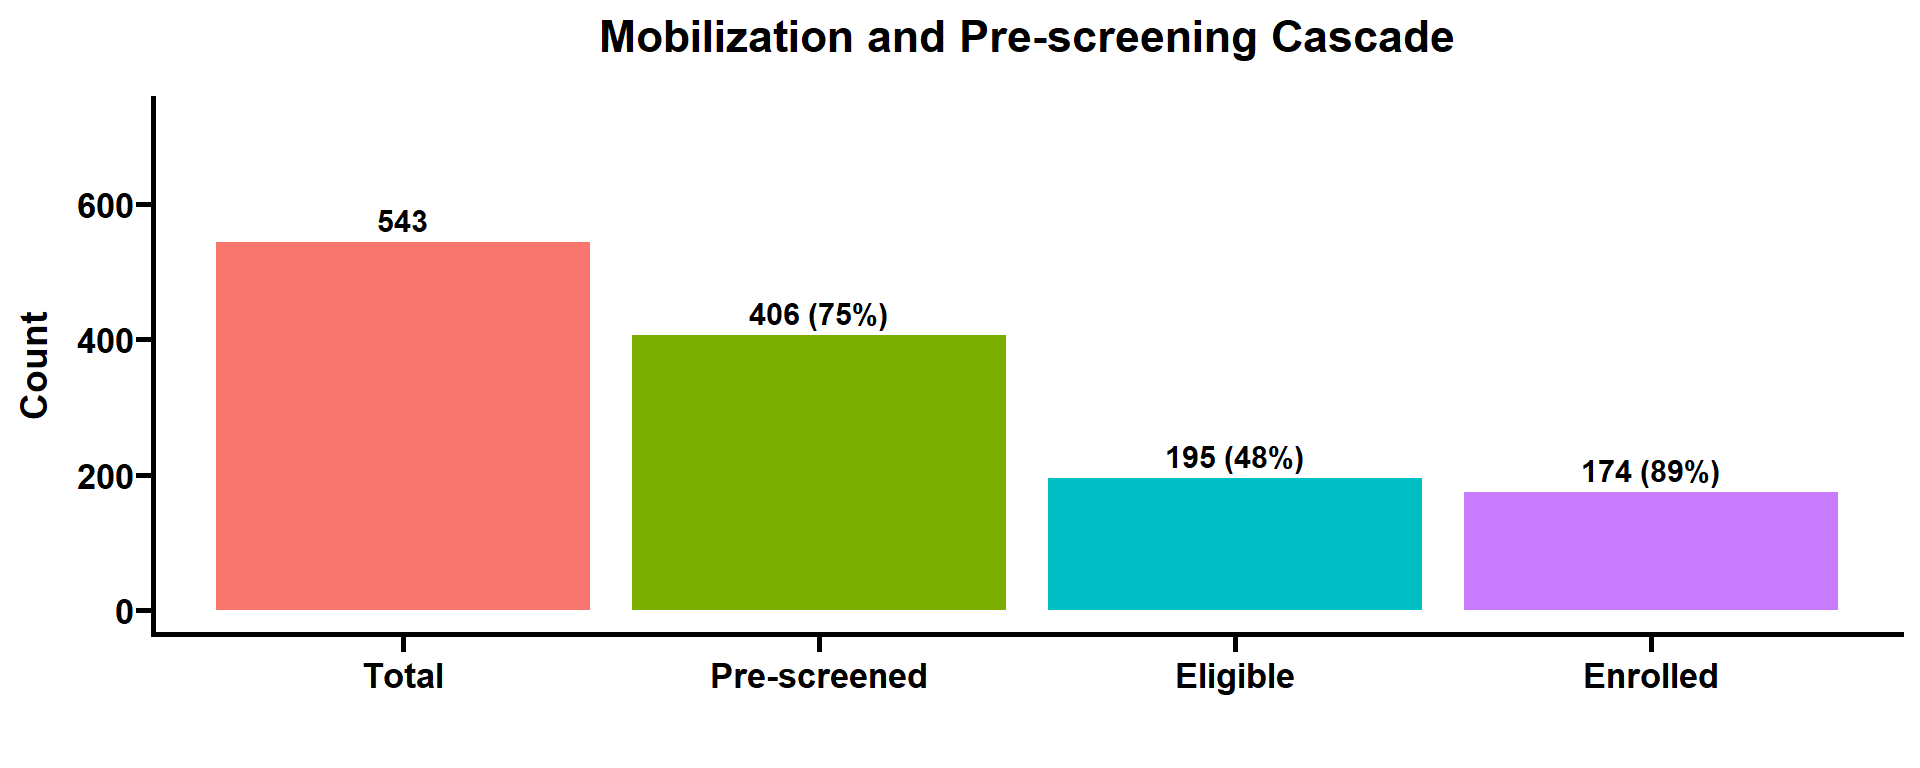 Mobilization and Pre-screening Cascade
Count
600
400
200
0
543
406 (75%)
195 (48%)
174 (89%)
Total
Pre-screened
Eligible
Enrolled